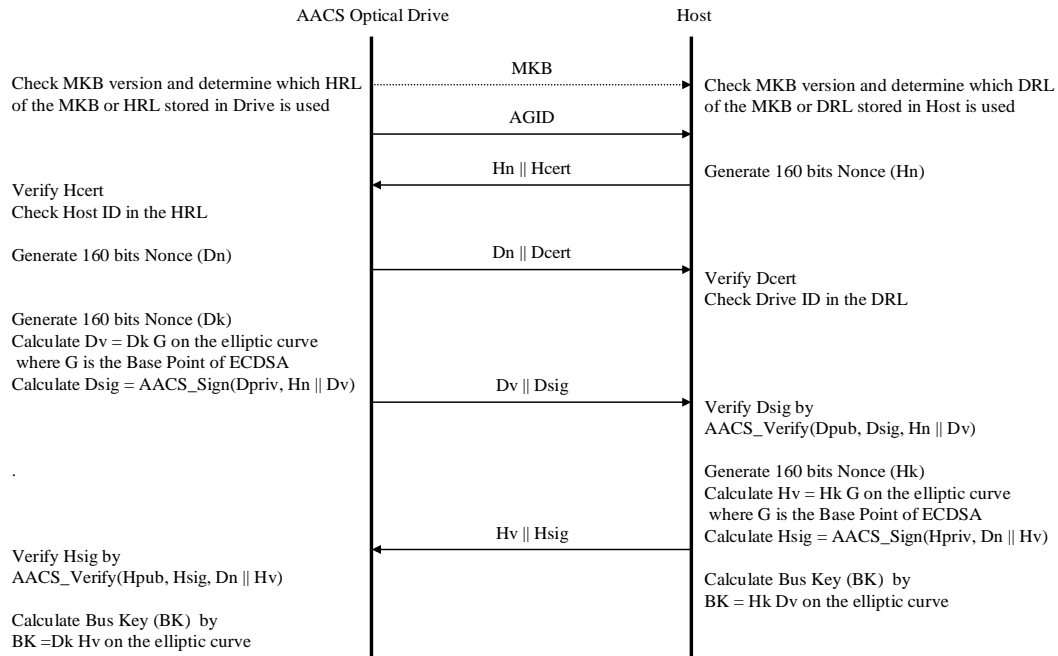 AACS Optical Drive
Host
MKB
Check MKB version and determine which HRL
of the MKB or HRL stored in Drive is used
Check MKB version and determine which DRL
of the MKB or DRL stored in Host is used
AGID
Hn || Hcert
Generate 160 bits Nonce (Hn)
Verify Hcert
Check Host ID in the HRL
Generate 160 bits Nonce (Dn)
Dn || Dcert
Verify Dcert
Check Drive ID in the DRL
Generate 160 bits Nonce (Dk)
Calculate Dv = Dk G on the elliptic curve
where G is the Base Point of ECDSA
Calculate Dsig = AACS_Sign(Dpriv, Hn || Dv)
Dv || Dsig
Verify Dsig by
AACS_Verify(Dpub, Dsig, Hn || Dv)
.
Generate 160 bits Nonce (Hk)
Calculate Hv = Hk G on the elliptic curve
where G is the Base Point of ECDSA
Calculate Hsig = AACS_Sign(Hpriv, Dn || Hv)
Hv || Hsig
Verify Hsig by
AACS_Verify(Hpub, Hsig, Dn || Hv)
Calculate Bus Key (BK) by
BK = Hk Dv on the elliptic curve
Calculate Bus Key (BK) by
BK =Dk Hv on the elliptic curve